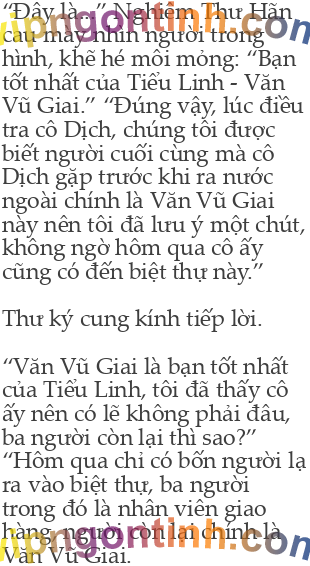 “Đây là...” Nghiêm Thư Hãn
cau mày nhìn người trong
hình, khẽ hé môi mỏng: “Bạn
tốt nhất của Tiểu Linh - Văn
Vũ Giai.” “Đúng vậy, lúc điều
tra cô Dịch, chúng tôi được
biết người cuối cùng mà cô
Dịch gặp trước khi ra nước
ngoài chính là Văn Vũ Giai
này nên tôi đã lưu ý một chút,
không ngờ hôm qua cô ấy
cũng có đến biệt thự này.”
Thư ký cung kính tiếp lời.
“Văn Vũ Giai là bạn tốt nhất
của Tiểu Linh, tôi đã thấy cô
ấy nên có lẽ không phải đâu,
ba người còn lại thì sao?”
“Hôm qua chỉ có bốn người lạ
ra vào biệt thự, ba người
trong đó là nhân viên giao
hàng, người còn lại chính là
Văn Vũ Giai.
vipngontinh.com
vipngontinh.com